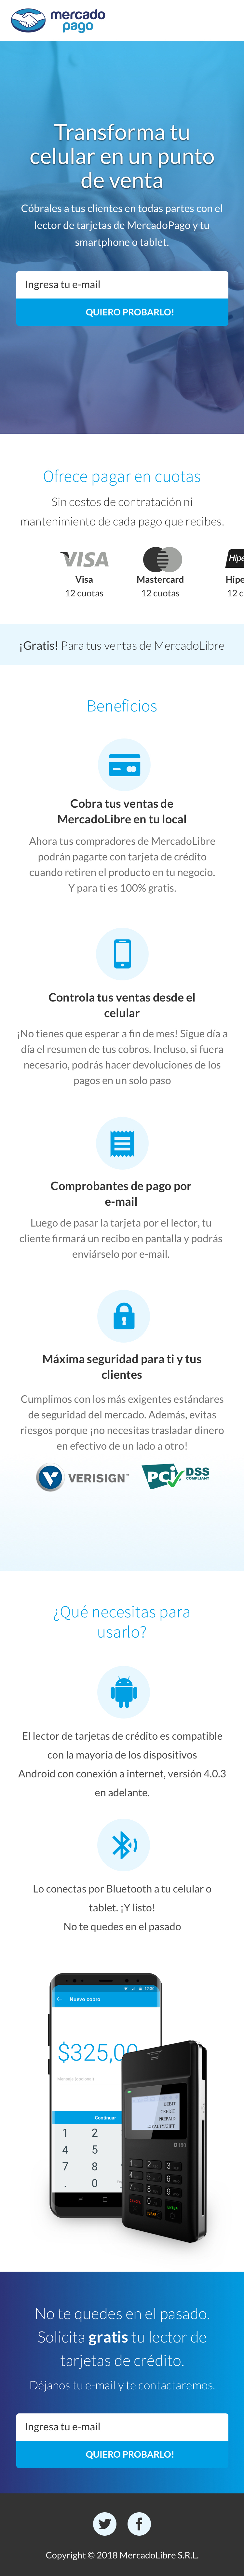 mercado
pago
Transforma tu
celular en un punto
de venta
Cóbrales a tus clientes en todas partes con el
lector de tarjetas de MercadoPago y tu
smartphone o tablet.
Ingresa tu e-mail
QUIERO PROBARLO!
Ofrece pagar en cuotas
Sin costos de contratación ni
mantenimiento de cada pago que recibes.
VISA
Hipe
Visa Mastercard Hipe
12 cuotas 12 cuotas 12 c
¡Gratis! Para tus ventas de MercadoLibre
Beneficios
Cobra tus ventas de
MercadoLibre en tu local
Ahora tus compradores de MercadoLibre
podrán pagarte con tarjeta de crédito
cuando retiren el producto en tu negocio.
Y para ti es 100% gratis.
Controla tus ventas desde el
celular
¡No tienes que esperar a fin de mes! Sigue día a
día el resumen de tus cobros. Incluso, si fuera
necesario, podrás hacer devoluciones de los
pagos en un solo paso
Comprobantes de pago por
e-mail
Luego de pasar la tarjeta por el lector, tu
cliente firmará un recibo en pantalla y podrás
enviárselo por e-mail.
Máxima seguridad para ti y tus
clientes
Cumplimos con los más exigentes estándares
de seguridad del mercado. Además, evitas
riesgos porque ¡no necesitas trasladar dinero
en efectivo de un lado a otro!
VERISIGN
PCI DSS
COMPLIANT
¿Qué necesitas para
usarlo?
El lector de tarjetas de crédito es compatible
con la mayoría de los dispositivos
Android con conexión a internet, versión 4.0.3
en adelante.
Lo conectas por Bluetooth a tu celular o
tablet. ¡Y listo!
No te quedes en el pasado
Nuevo cobro
$325,00
Mensaje (opcional)
Continuar
1 2
4 5
7 8
. 0
DEBIT
CREDIT
PREPAID
LOYALTY/GIFT
D180
No te quedes en el pasado.
Solicita gratis tu lector de
tarjetas de crédito.
Déjanos tu e-mail y te contactaremos.
Ingresa tu e-mail
QUIERO PROBARLO!
Copyright © 2018 MercadoLibre S.R.L.